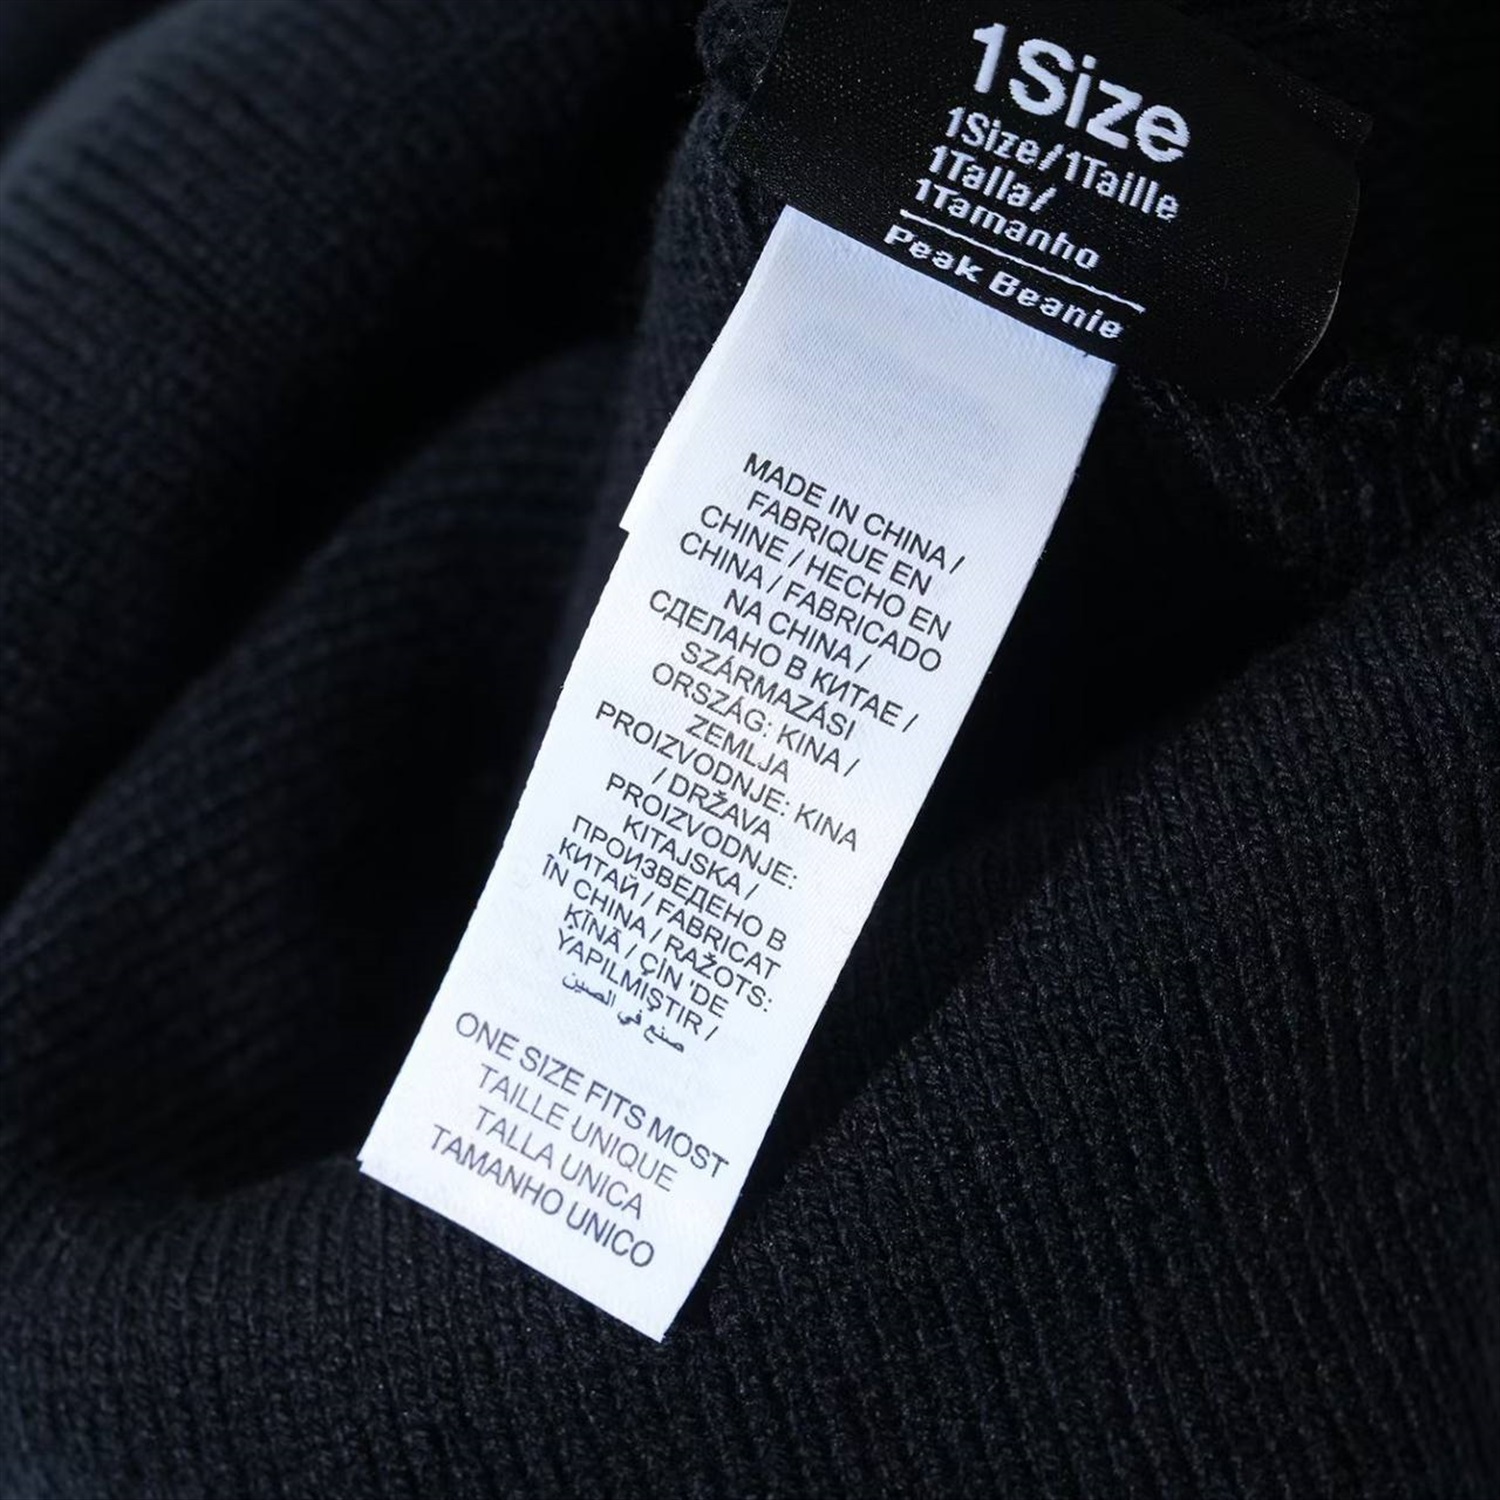 1Size
1Size/1Taille
1Talla/
1Tamanho
Peak Beanie
MADE IN CHINA /
FABRIQUE EN
CHINE / HECHO EN
CHINA / FABRICADO
NA CHINA /
СДЕЛАНО В КИТАЕ /
SZÁRMAZÁSI
ORSZÁG: KINA /
ZEMLJA
PROIZVODNJE: KINA
/ DRŽAVA
PROIZVODNJE:
KITAJSKA /
ПРОИЗВЕДЕНО В
КИТАЙ / FABRICAT
ÎN CHINA / RAŽOTS:
ĶĪNĀ / ÇİN 'DE
YAPILMIŞTIR /
صنع في الصين
ONE SIZE FITS MOST
TAILLE UNIQUE
TALLA UNICA
TAMANHO UNICO